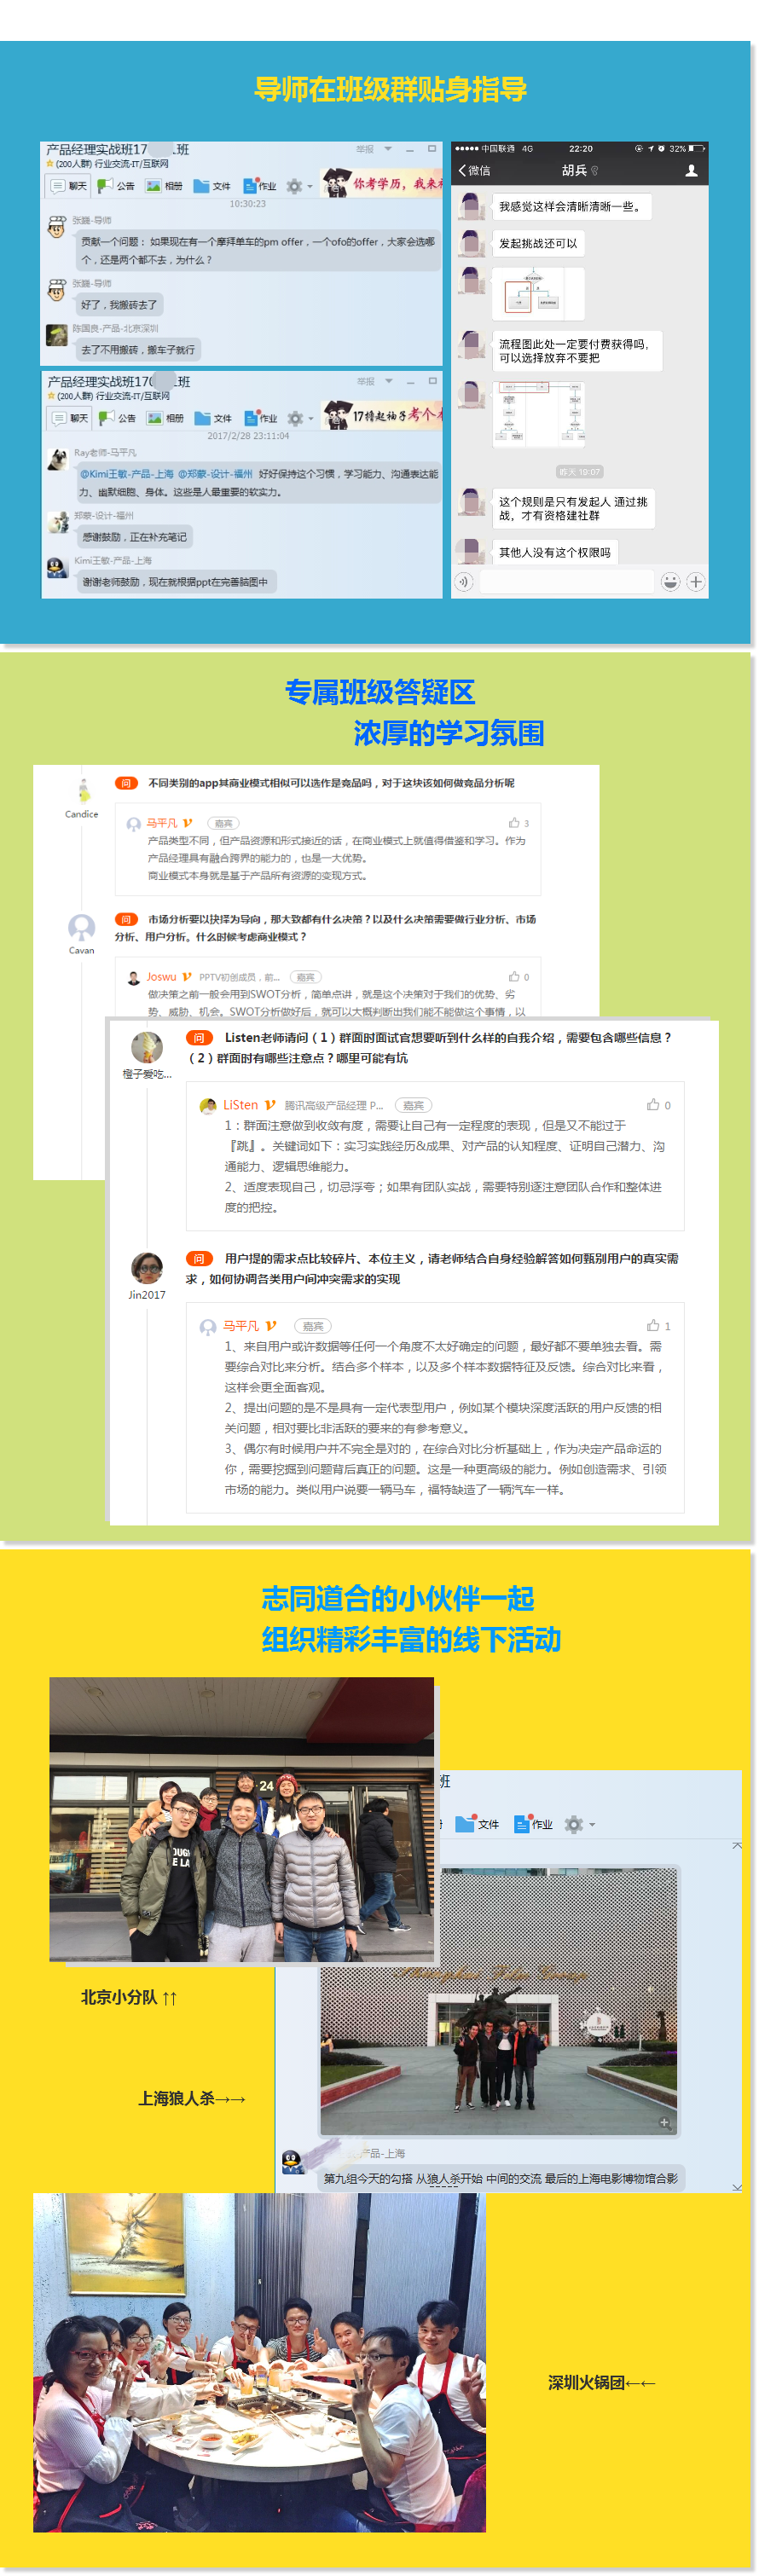 导师在班级群贴身指导
产品经理实战班17 1班
举报
(200人群) 行业交流-IT/互联网
聊天 公告 相册 文件 作业
你考学历,我来
10:30:23
张巍-导师
贡献一个问题: 如果现在有一个摩拜单车的pm offer,一个ofo的offer,大家会选哪
个,还是两个都不去,为什么?
张巍-导师
好了,我搬砖去了
陈国良-产品-北京深圳
去了不用搬砖,搬车子就行
产品经理实战班170 1班
举报
(200人群) 行业交流-IT/互联网
聊天 公告 相册 文件 作业
17撸起袖子考个本
2017/2/28 23:11:04
Ray老师-马平凡
@Kimi王敏-产品-上海 @郑蒙-设计-福州 好好保持这个习惯,学习能力、沟通表达能
力、幽默细胞、身体。这些是人最重要的软实力。
郑蒙-设计-福州
感谢鼓励,正在补充笔记
Kimi王敏-产品-上海
谢谢老师鼓励,现在就根据ppt在完善脑图中
中国联通 4G 22:20 32%
微信 胡兵
我感觉这样会清晰清晰一些。
发起挑战还可以
流程图此处一定要付费获得吗,
可以选择放弃不要把
昨天 19:07
这个规则是只有发起人 通过挑
战,才有资格建社群
其他人没有这个权限吗
专属班级答疑区
浓厚的学习氛围
Candice
问 不同类别的app其商业模式相似可以选作是竞品吗,对于这块该如何做竞品分析呢
马平凡 嘉宾 3
产品类型不同,但产品资源和形式接近的话,在商业模式上就值得借鉴和学习。作为
产品经理具有融合跨界的能力的,也是一大优势。
商业模式本身就是基于产品所有资源的变现方式。
Cavan
问 市场分析要以抉择为导向,那大致都有什么决策?以及什么决策需要做行业分析、市场
分析、用户分析。什么时候考虑商业模式?
Joswu PPTV初创成员,前... 嘉宾 0
做决策之前一般会用到SWOT分析,简单点讲,就是这个决策对于我们的优势、劣
势、威胁、机会。SWOT分析做好后,就可以大概判断出我们能不能做这个事情,以
橙子爱吃...
问 Listen老师请问(1)群面时面试官想要听到什么样的自我介绍,需要包含哪些信息?
(2)群面时有哪些注意点?哪里可能有坑
LiSten 腾讯高级产品经理 P... 嘉宾 0
1:群面注意做到收敛有度,需要让自己有一定程度的表现,但是又不能过于
『跳』。关键词如下:实习实践经历&成果、对产品的认知程度、证明自己潜力、沟
通能力、逻辑思维能力。
2、适度表现自己,切忌浮夸;如果有团队实战,需要特别逐注意团队合作和整体进
度的把控。
Jin2017
问 用户提的需求点比较碎片、本位主义,请老师结合自身经验解答如何甄别用户的真实需
求,如何协调各类用户间冲突需求的实现
马平凡 嘉宾 1
1、来自用户或许数据等任何一个角度不太好确定的问题,最好都不要单独去看。需
要综合对比来分析。结合多个样本,以及多个样本数据特征及反馈。综合对比来看,
这样会更全面客观。
2、提出问题的是不是具有一定代表型用户,例如某个模块深度活跃的用户反馈的相
关问题,相对要比非活跃的要来的有参考意义。
3、偶尔有时候用户并不完全是对的,在综合对比分析基础上,作为决定产品命运的
你,需要挖掘到问题背后真正的问题。这是一种更高级的能力。例如创造需求、引领
市场的能力。类似用户说要一辆马车,福特缺造了一辆汽车一样。
志同道合的小伙伴一起
组织精彩丰富的线下活动
班
文件 作业
24
Shanghai Film Group
北京小分队 ↑↑
上海狼人杀→→
产品-上海
第九组今天的勾搭 从狼人杀开始 中间的交流 最后的上海电影博物馆合影
深圳火锅团←←